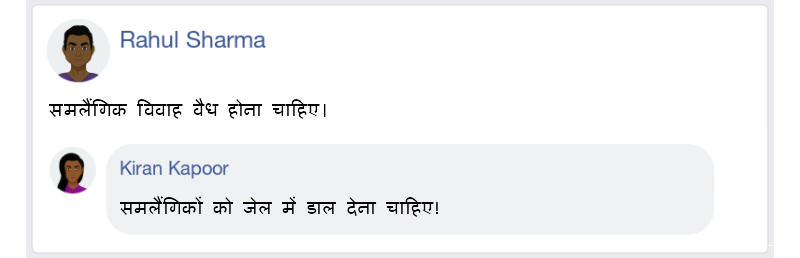 Rahul Sharma
समलैंगिक विवाह वैध होना चाहिए।
Kiran Kapoor
समलैंगिकों को जेल में डाल देना चाहिए!